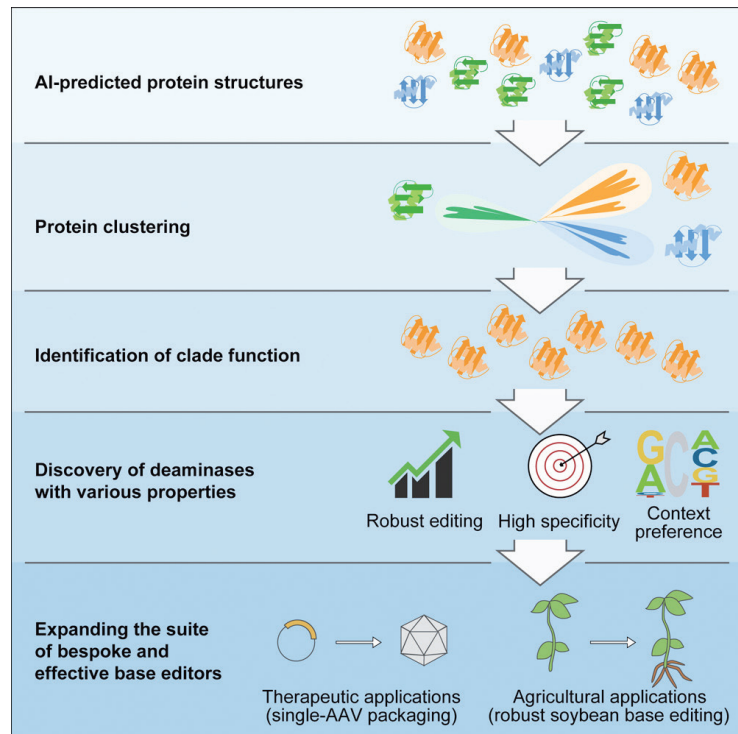 AI-predicted protein structures
Protein clustering
Identification of clade function
Discovery of deaminases
with various properties
Robust editing
High specificity
G
A
C
A
C
G
T
Context
preference
Expanding the suite
of bespoke and
effective base editors
Therapeutic applications
(single-AAV packaging)
Agricultural applications
(robust soybean base editing)